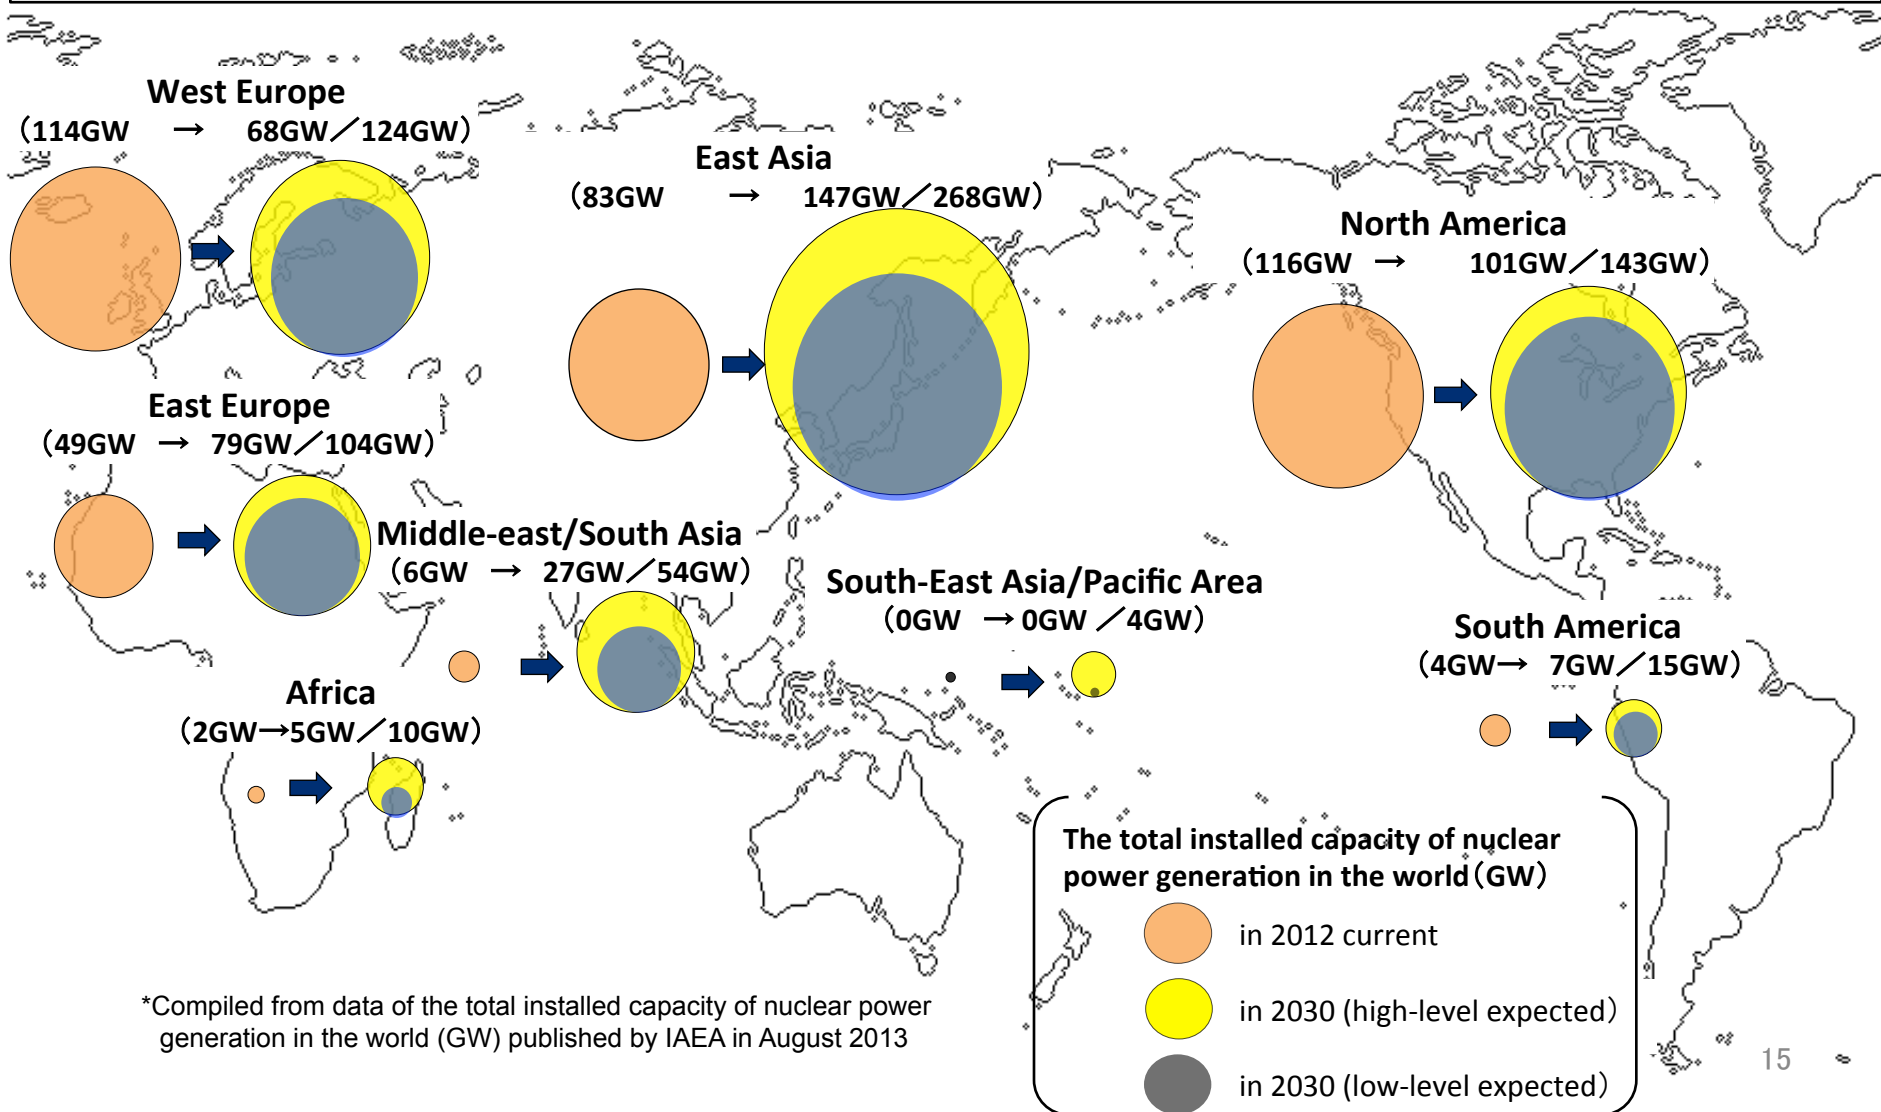 West Europe
(114GW → 68GW／124GW)
East Asia
(83GW → 147GW／268GW)
North America
(116GW → 101GW／143GW)
East Europe
(49GW → 79GW／104GW)
Middle-east/South Asia
(6GW → 27GW／54GW)
South-East Asia/Pacific Area
(0GW → 0GW ／4GW)
South America
(4GW→ 7GW／15GW)
Africa
(2GW→5GW／10GW)
The total installed capacity of nuclear
power generation in the world(GW)
in 2012 current
in 2030 (high-level expected)
in 2030 (low-level expected)
*Compiled from data of the total installed capacity of nuclear power
generation in the world (GW) published by IAEA in August 2013
15